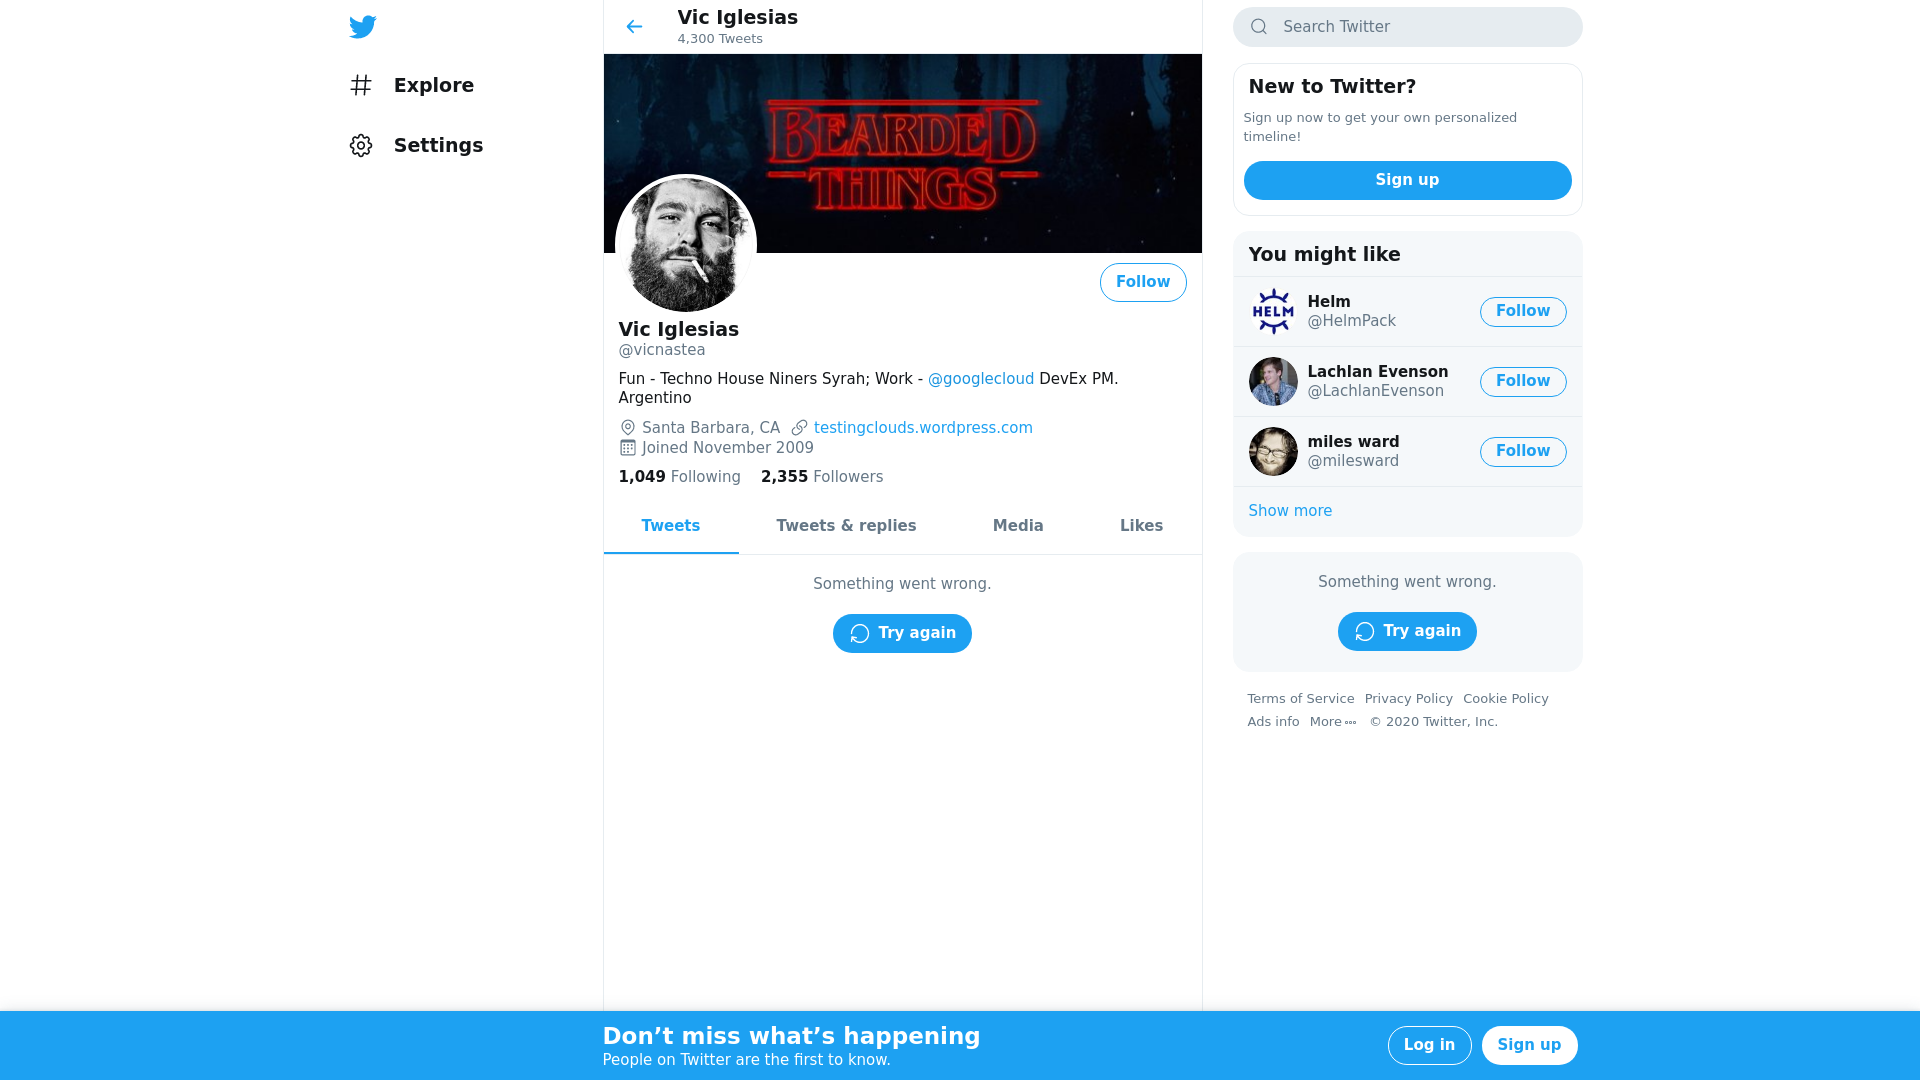 Explore
Settings
Vic Iglesias
4,300 Tweets
BEARDED
THINGS
Follow
Vic Iglesias
@vicnastea
Fun - Techno House Niners Syrah; Work - @googlecloud DevEx PM.
Argentino
Santa Barbara, CA testingclouds.wordpress.com
Joined November 2009
1,049 Following 2,355 Followers
Tweets Tweets & replies Media Likes
Something went wrong.
Try again
Search Twitter
New to Twitter?
Sign up now to get your own personalized
timeline!
Sign up
You might like
HELM
Helm
@HelmPack
Follow
Lachlan Evenson
@LachlanEvenson
Follow
miles ward
@milesward
Follow
Show more
Something went wrong.
Try again
Terms of Service Privacy Policy Cookie Policy
Ads info More © 2020 Twitter, Inc.
Don’t miss what’s happening
People on Twitter are the first to know.
Log in
Sign up